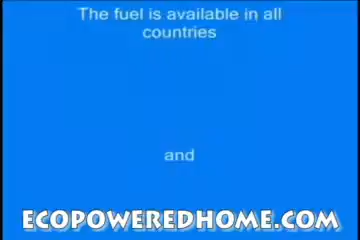 The fuel is available in all
countries
and
ECOPOWEREDHOME.COM